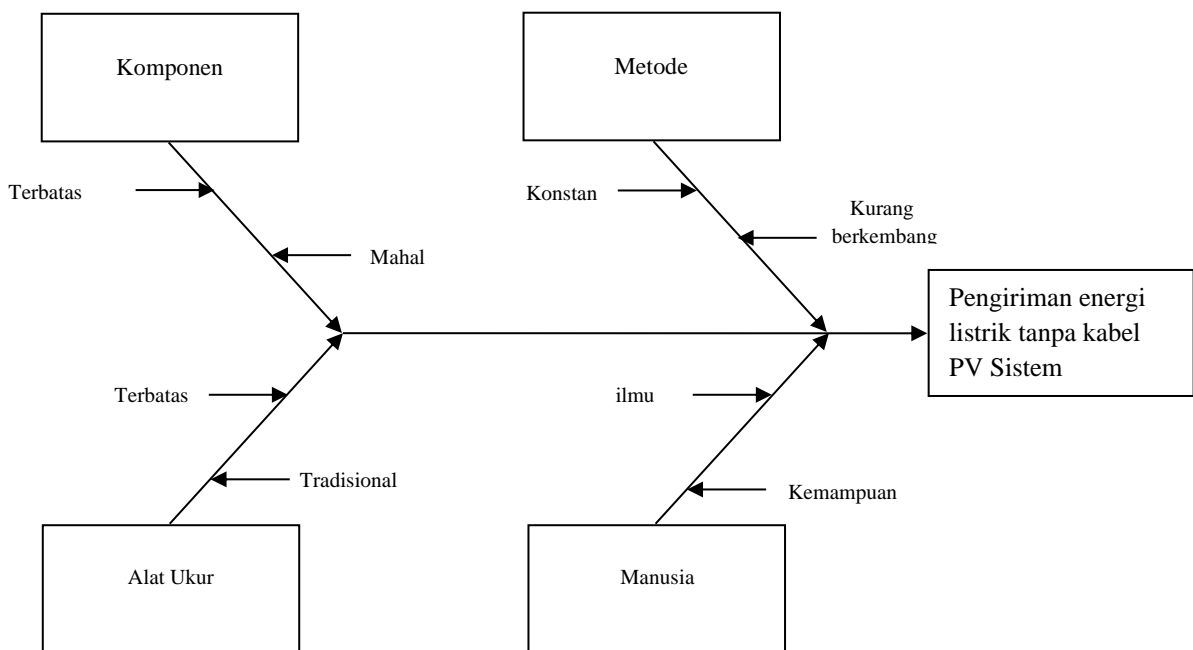 Komponen
Metode
Terbatas
Mahal
Konstan
Kurang
berkembang
Pengiriman energi
listrik tanpa kabel
PV Sistem
Terbatas
Tradisional
ilmu
Kemampuan
Alat Ukur
Manusia